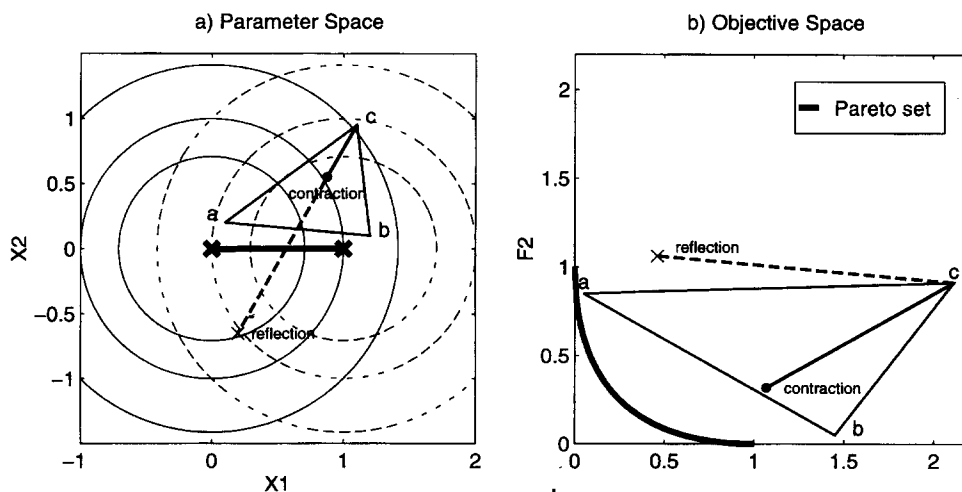 a) Parameter Space
X2
1
0.5
0
−0.5
−1
−1
0
1
2
X1
a
b
c
contraction
reflection
b) Objective Space
F2
2
1.5
1
0.5
0
0
0.5
1
1.5
2
Pareto set
reflection
a
c
contraction
b